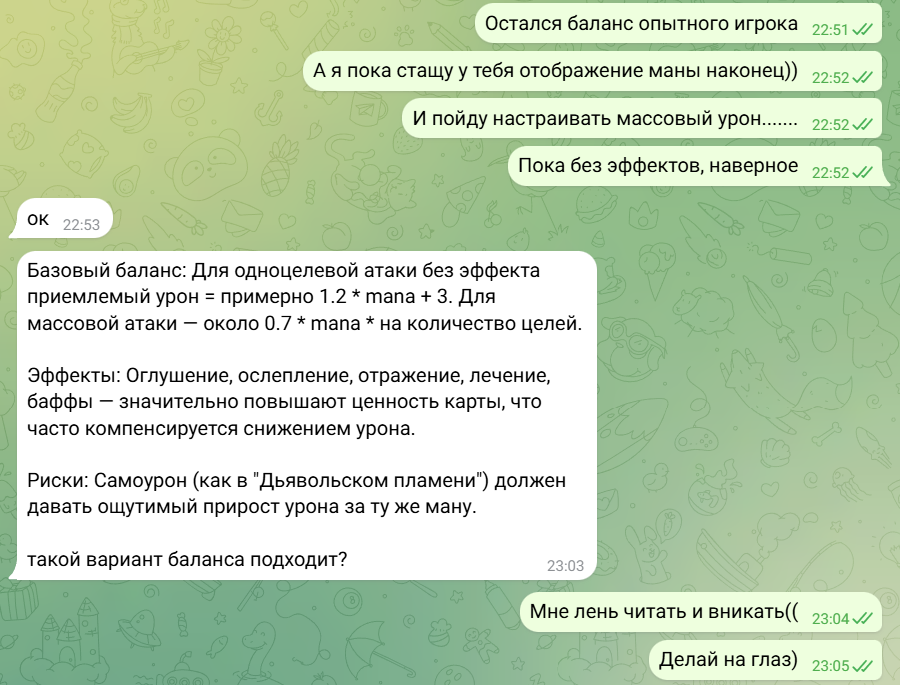 Остался баланс опытного игрока 22:51
А я пока стащу у тебя отображение маны наконец)) 22:52
И пойду настраивать массовый урон....... 22:52
Пока без эффектов, наверное 22:52
ок 22:53
Базовый баланс: Для одноцелевой атаки без эффекта
приемлемый урон = примерно 1.2 * mana + 3. Для
массовой атаки — около 0.7 * mana * на количество целей.
Эффекты: Оглушение, ослепление, отражение, лечение,
баффы — значительно повышают ценность карты, что
часто компенсируется снижением урона.
Риски: Самоурон (как в "Дьявольском пламени") должен
давать ощутимый прирост урона за ту же ману.
такой вариант баланса подходит? 23:03
Мне лень читать и вникать(( 23:04
Делай на глаз) 23:05